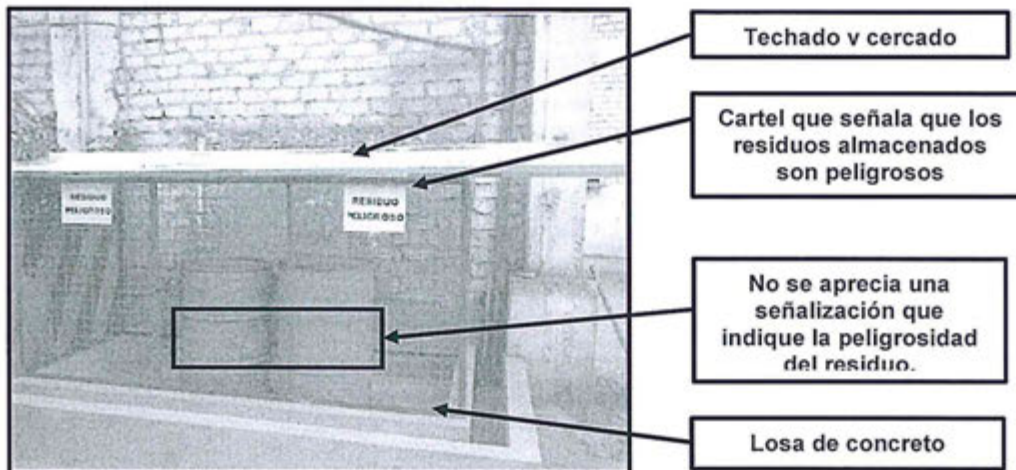 Techado y cercado
Cartel que señala que los
residuos almacenados
son peligrosos
RESIDUO
PELIGROSO
RESIDUO
PELIGROSO
No se aprecia una
señalización que
indique la peligrosidad
del residuo.
Losa de concreto